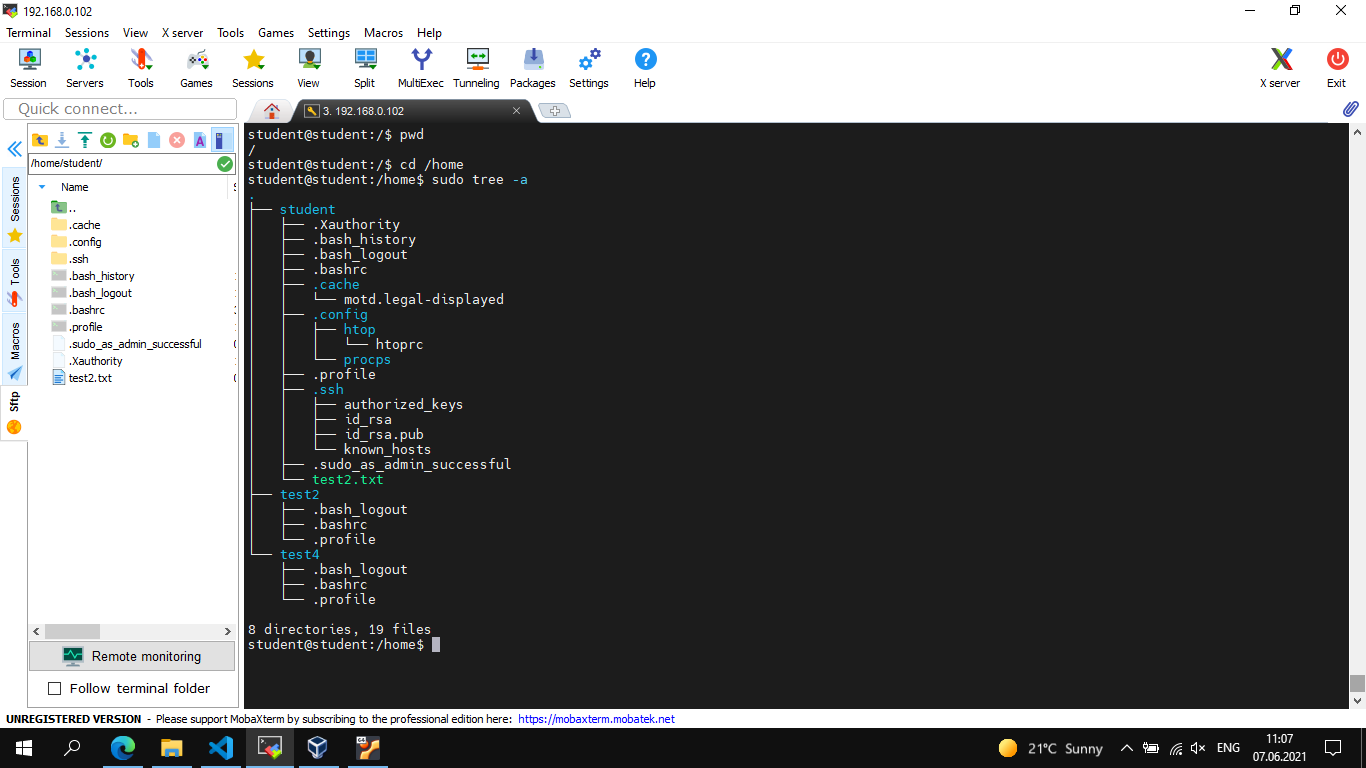 192.168.0.102
Terminal Sessions View X server Tools Games Settings Macros Help
Session Servers Tools Games Sessions View Split MultiExec Tunneling Packages Settings Help X server Exit
Quick connect...
3. 192.168.0.102
/home/student/
Name
..
.cache
.config
.ssh
.bash_history
.bash_logout
.bashrc
.profile
.sudo_as_admin_successful
.Xauthority
test2.txt
Sessions
Tools
Macros
Sftp
Remote monitoring
Follow terminal folder
student@student:/$ pwd
/
student@student:/$ cd /home
student@student:/home$ sudo tree -a
.
├── student
│   ├── .Xauthority
│   ├── .bash_history
│   ├── .bash_logout
│   ├── .bashrc
│   ├── .cache
│   │   └── motd.legal-displayed
│   ├── .config
│   │   ├── htop
│   │   │   └── htoprc
│   │   └── procps
│   ├── .profile
│   ├── .ssh
│   │   ├── authorized_keys
│   │   ├── id_rsa
│   │   ├── id_rsa.pub
│   │   └── known_hosts
│   ├── .sudo_as_admin_successful
│   └── test2.txt
├── test2
│   ├── .bash_logout
│   ├── .bashrc
│   └── .profile
└── test4
    ├── .bash_logout
    ├── .bashrc
    └── .profile
8 directories, 19 files
student@student:/home$
UNREGISTERED VERSION - Please support MobaXterm by subscribing to the professional edition here: https://mobaxterm.mobatek.net
21°C Sunny
ENG
11:07
07.06.2021